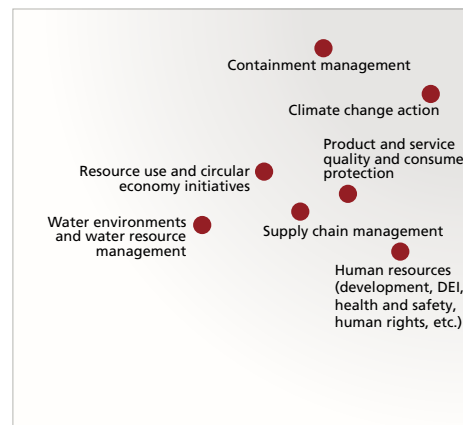 Containment management
Climate change action
Product and service
quality and consume
protection
Resource use and circular
economy initiatives
Water environments
and water resource
management
Supply chain management
Human resources
(development, DEI,
health and safety,
human rights, etc.)